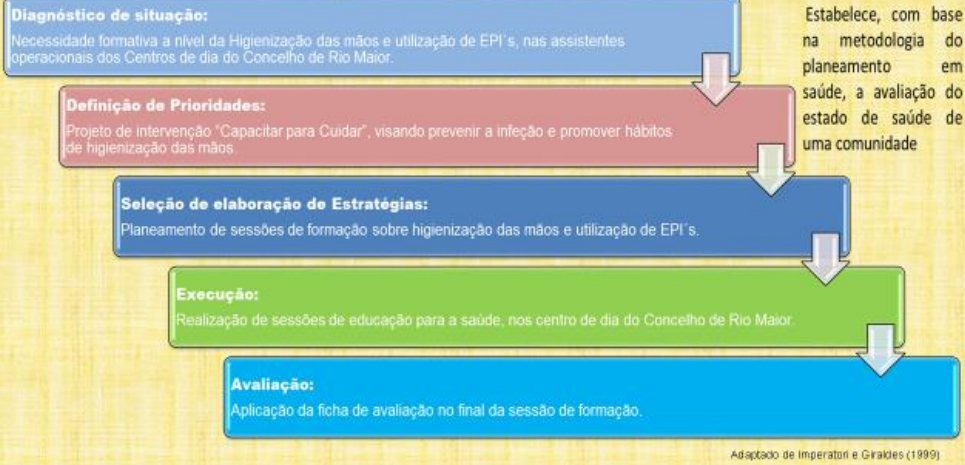 Diagnóstico de situação:
Necessidade formativa a nível da Higienização das mãos e utilização de EPI´s, nas assistentes
operacionais dos Centros de dia do Concelho de Rio Maior.
Estabelece, com base
na metodologia do
planeamento em
saúde, a avaliação do
estado de saúde de
uma comunidade
Definição de Prioridades:
Projeto de intervenção "Capacitar para Cuidar", visando prevenir a infeção e promover hábitos
de higienização das mãos.
Seleção de elaboração de Estratégias:
Planeamento de sessões de formação sobre higienização das mãos e utilização de EPI´s.
Execução:
Realização de sessões de educação para a saúde, nos centro de dia do Concelho de Rio Maior.
Avaliação:
Aplicação da ficha de avaliação no final da sessão de formação.
Adaptado de Imperatori e Giraldes (1999)